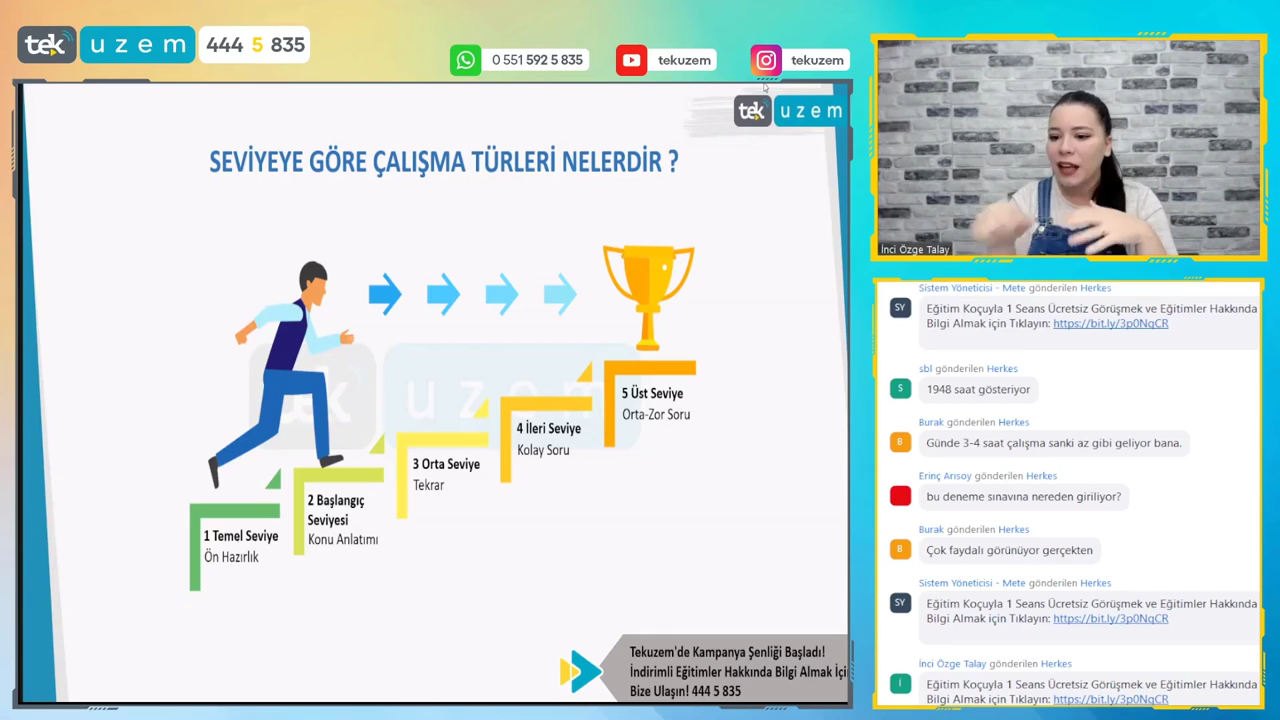 tek uzem 444 5 835
0 551 592 5 835
tekuzem
tekuzem
tek uzem
SEVİYEYE GÖRE ÇALIŞMA TÜRLERİ NELERDİR ?
tek uzem
5 Üst Seviye
Orta-Zor Soru
4 İleri Seviye
Kolay Soru
3 Orta Seviye
Tekrar
2 Başlangıç
Seviyesi
Konu Anlatımı
1 Temel Seviye
Ön Hazırlık
Tekuzem'de Kampanya Şenliği Başladı!
İndirimli Eğitimler Hakkında Bilgi Almak İçi
Bize Ulaşın! 444 5 835
İnci Özge Talay
Sistem Yöneticisi - Mete gönderilen Herkes
SY
Eğitim Koçuyla 1 Seans Ücretsiz Görüşmek ve Eğitimler Hakkında
Bilgi Almak için Tıklayın: https://bit.ly/3p0NqCR
sbl gönderilen Herkes
S
1948 saat gösteriyor
Burak gönderilen Herkes
B
Günde 3-4 saat çalışma sanki az gibi geliyor bana.
Erinç Arısoy gönderilen Herkes
bu deneme sınavına nereden giriliyor?
Burak gönderilen Herkes
B
Çok faydalı görünüyor gerçekten
Sistem Yöneticisi - Mete gönderilen Herkes
SY
Eğitim Koçuyla 1 Seans Ücretsiz Görüşmek ve Eğitimler Hakkında
Bilgi Almak için Tıklayın: https://bit.ly/3p0NqCR
İnci Özge Talay gönderilen Herkes
İ
Eğitim Koçuyla 1 Seans Ücretsiz Görüşmek ve Eğitimler Hakkında
Bilgi Almak için Tıklayın: https://bit.ly/3p0NqCR